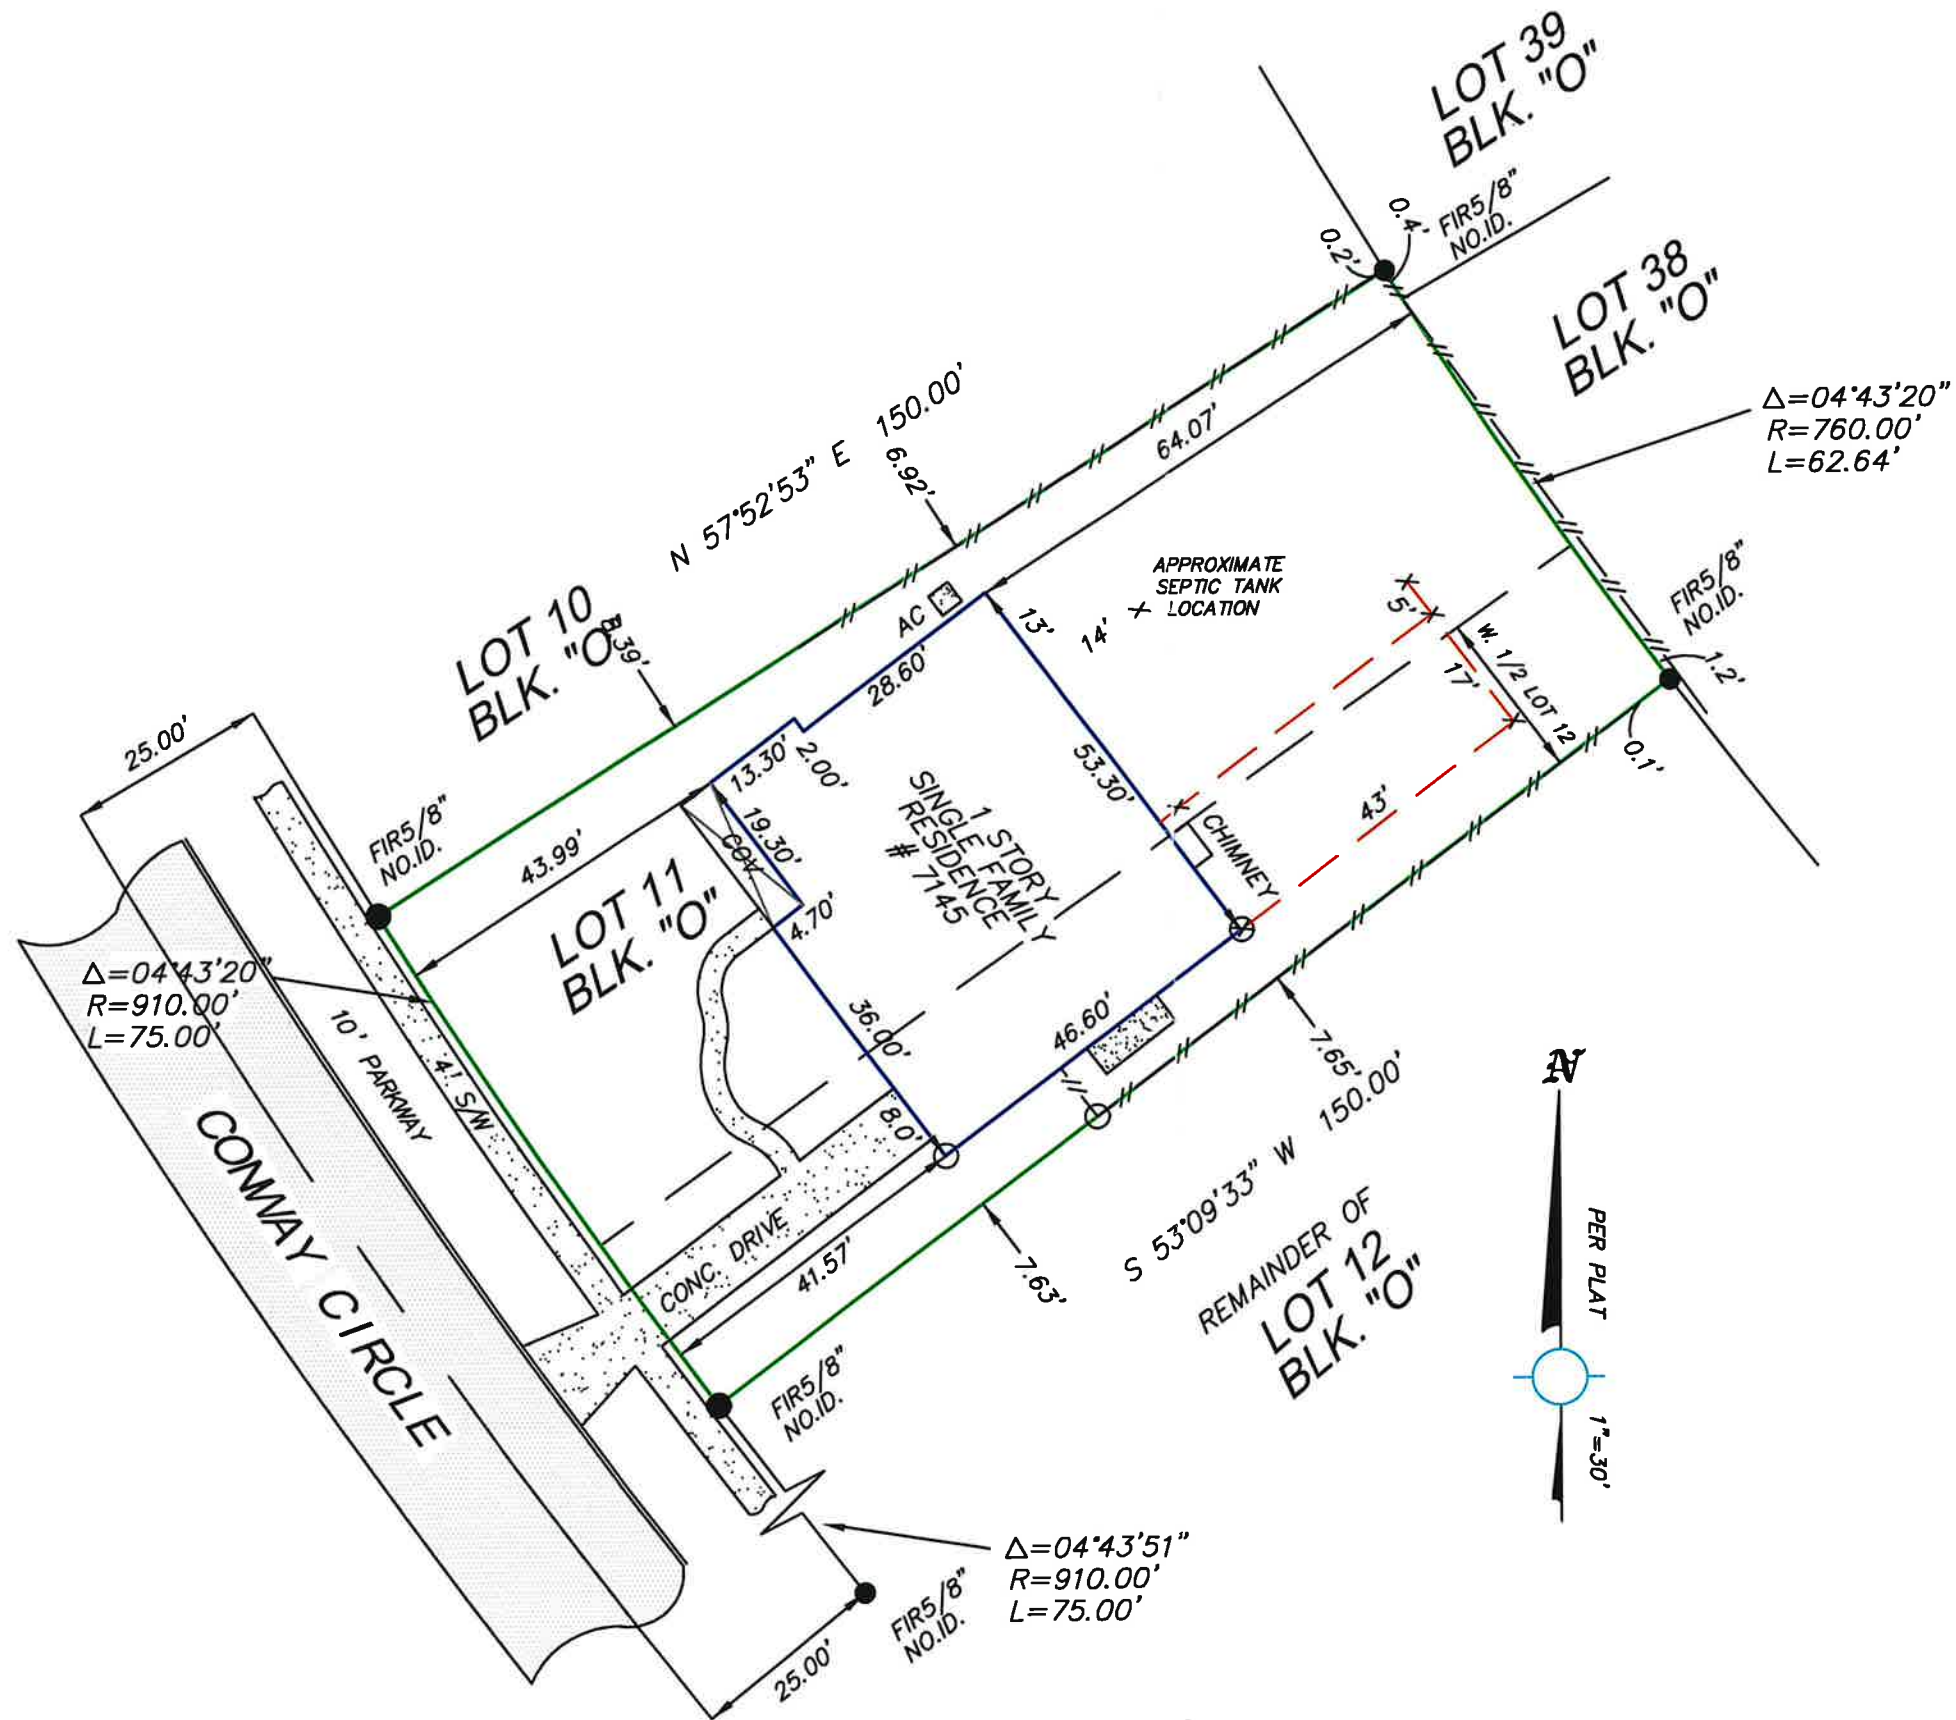 LOT 39
BLK. "O"
0.4'
FIR5/8"
NO.ID.
0.2'
LOT 38
BLK. "O"
Δ=04°43'20"
R=760.00'
L=62.64'
N 57°52'53" E 150.00'
6.92'
64.07'
APPROXIMATE
SEPTIC TANK
LOCATION
FIR5/8"
NO.ID.
LOT 10
BLK. "O"
8.39'
AC
13'
14'
5'
W. 1/2 LOT 12
17'
1.2'
0.1'
28.60'
25.00'
13.30'
2.00'
53.30'
1 STORY
SINGLE FAMILY
RESIDENCE
# 7145
CHIMNEY
43'
FIR5/8"
NO.ID.
43.99'
19.30'
COV.
4.70'
LOT 11
BLK. "O"
Δ=04°43'20"
R=910.00'
L=75.00'
10' PARKWAY
4' S/W
36.00'
46.60'
7.65'
8.0'
S 53°09'33" W 150.00'
CONWAY CIRCLE
CONC. DRIVE
41.57'
7.63'
REMAINDER OF
LOT 12
BLK. "O"
N
PER PLAT
1"=30'
FIR5/8"
NO.ID.
Δ=04°43'51"
R=910.00'
L=75.00'
FIR5/8"
NO.ID.
25.00'